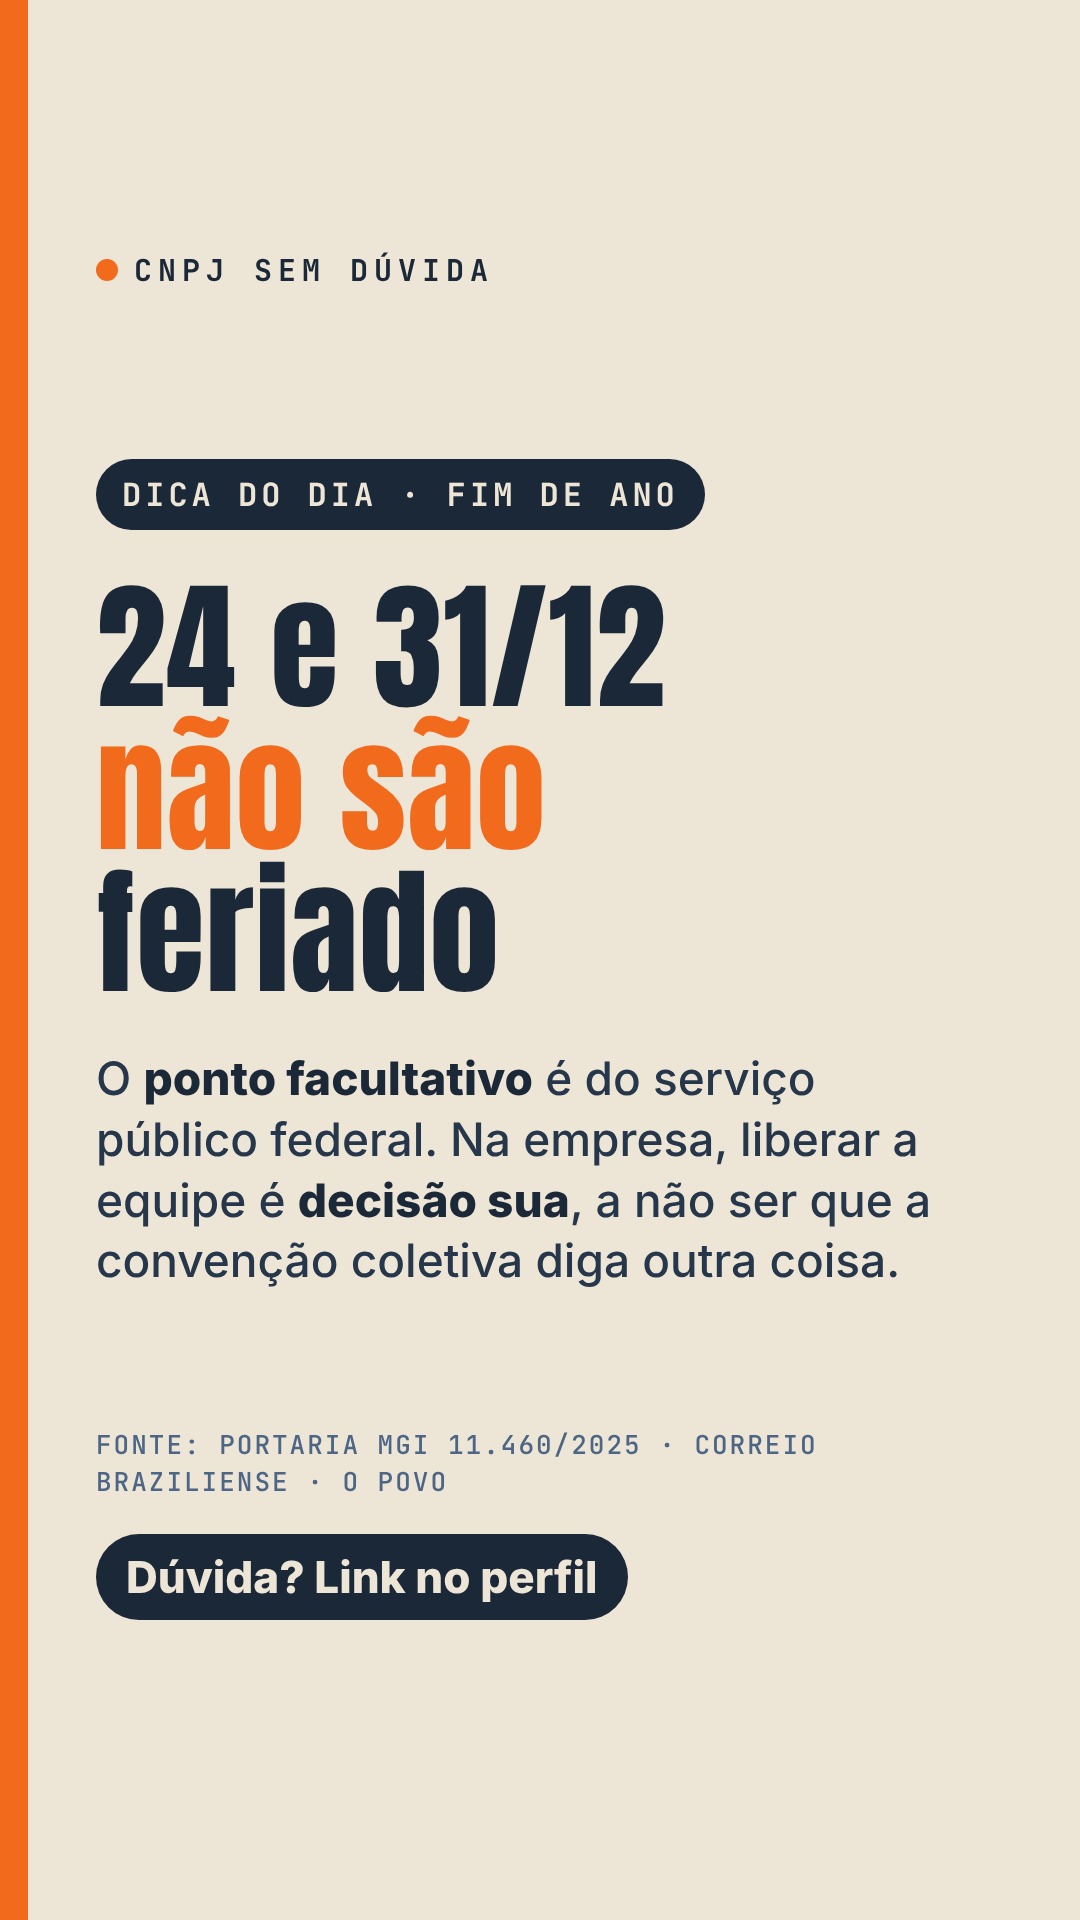 CNPJ SEM DÚVIDA
DICA DO DIA · FIM DE ANO
24 e 31/12
não são
feriado
O ponto facultativo é do serviço
público federal. Na empresa, liberar a
equipe é decisão sua, a não ser que a
convenção coletiva diga outra coisa.
FONTE: PORTARIA MGI 11.460/2025 · CORREIO
BRAZILIENSE · O POVO
Dúvida? Link no perfil